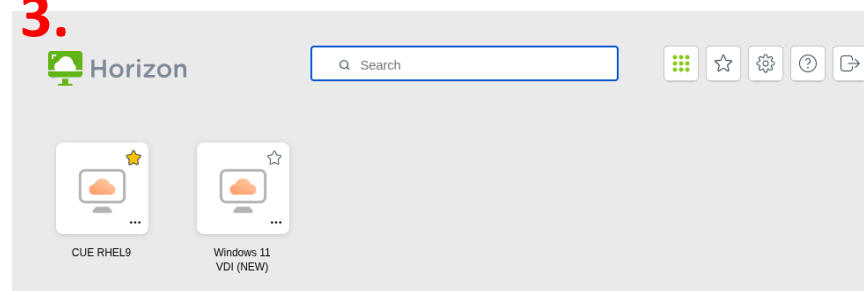 3.
Horizon
Search
CUE RHEL9
Windows 11
VDI (NEW)